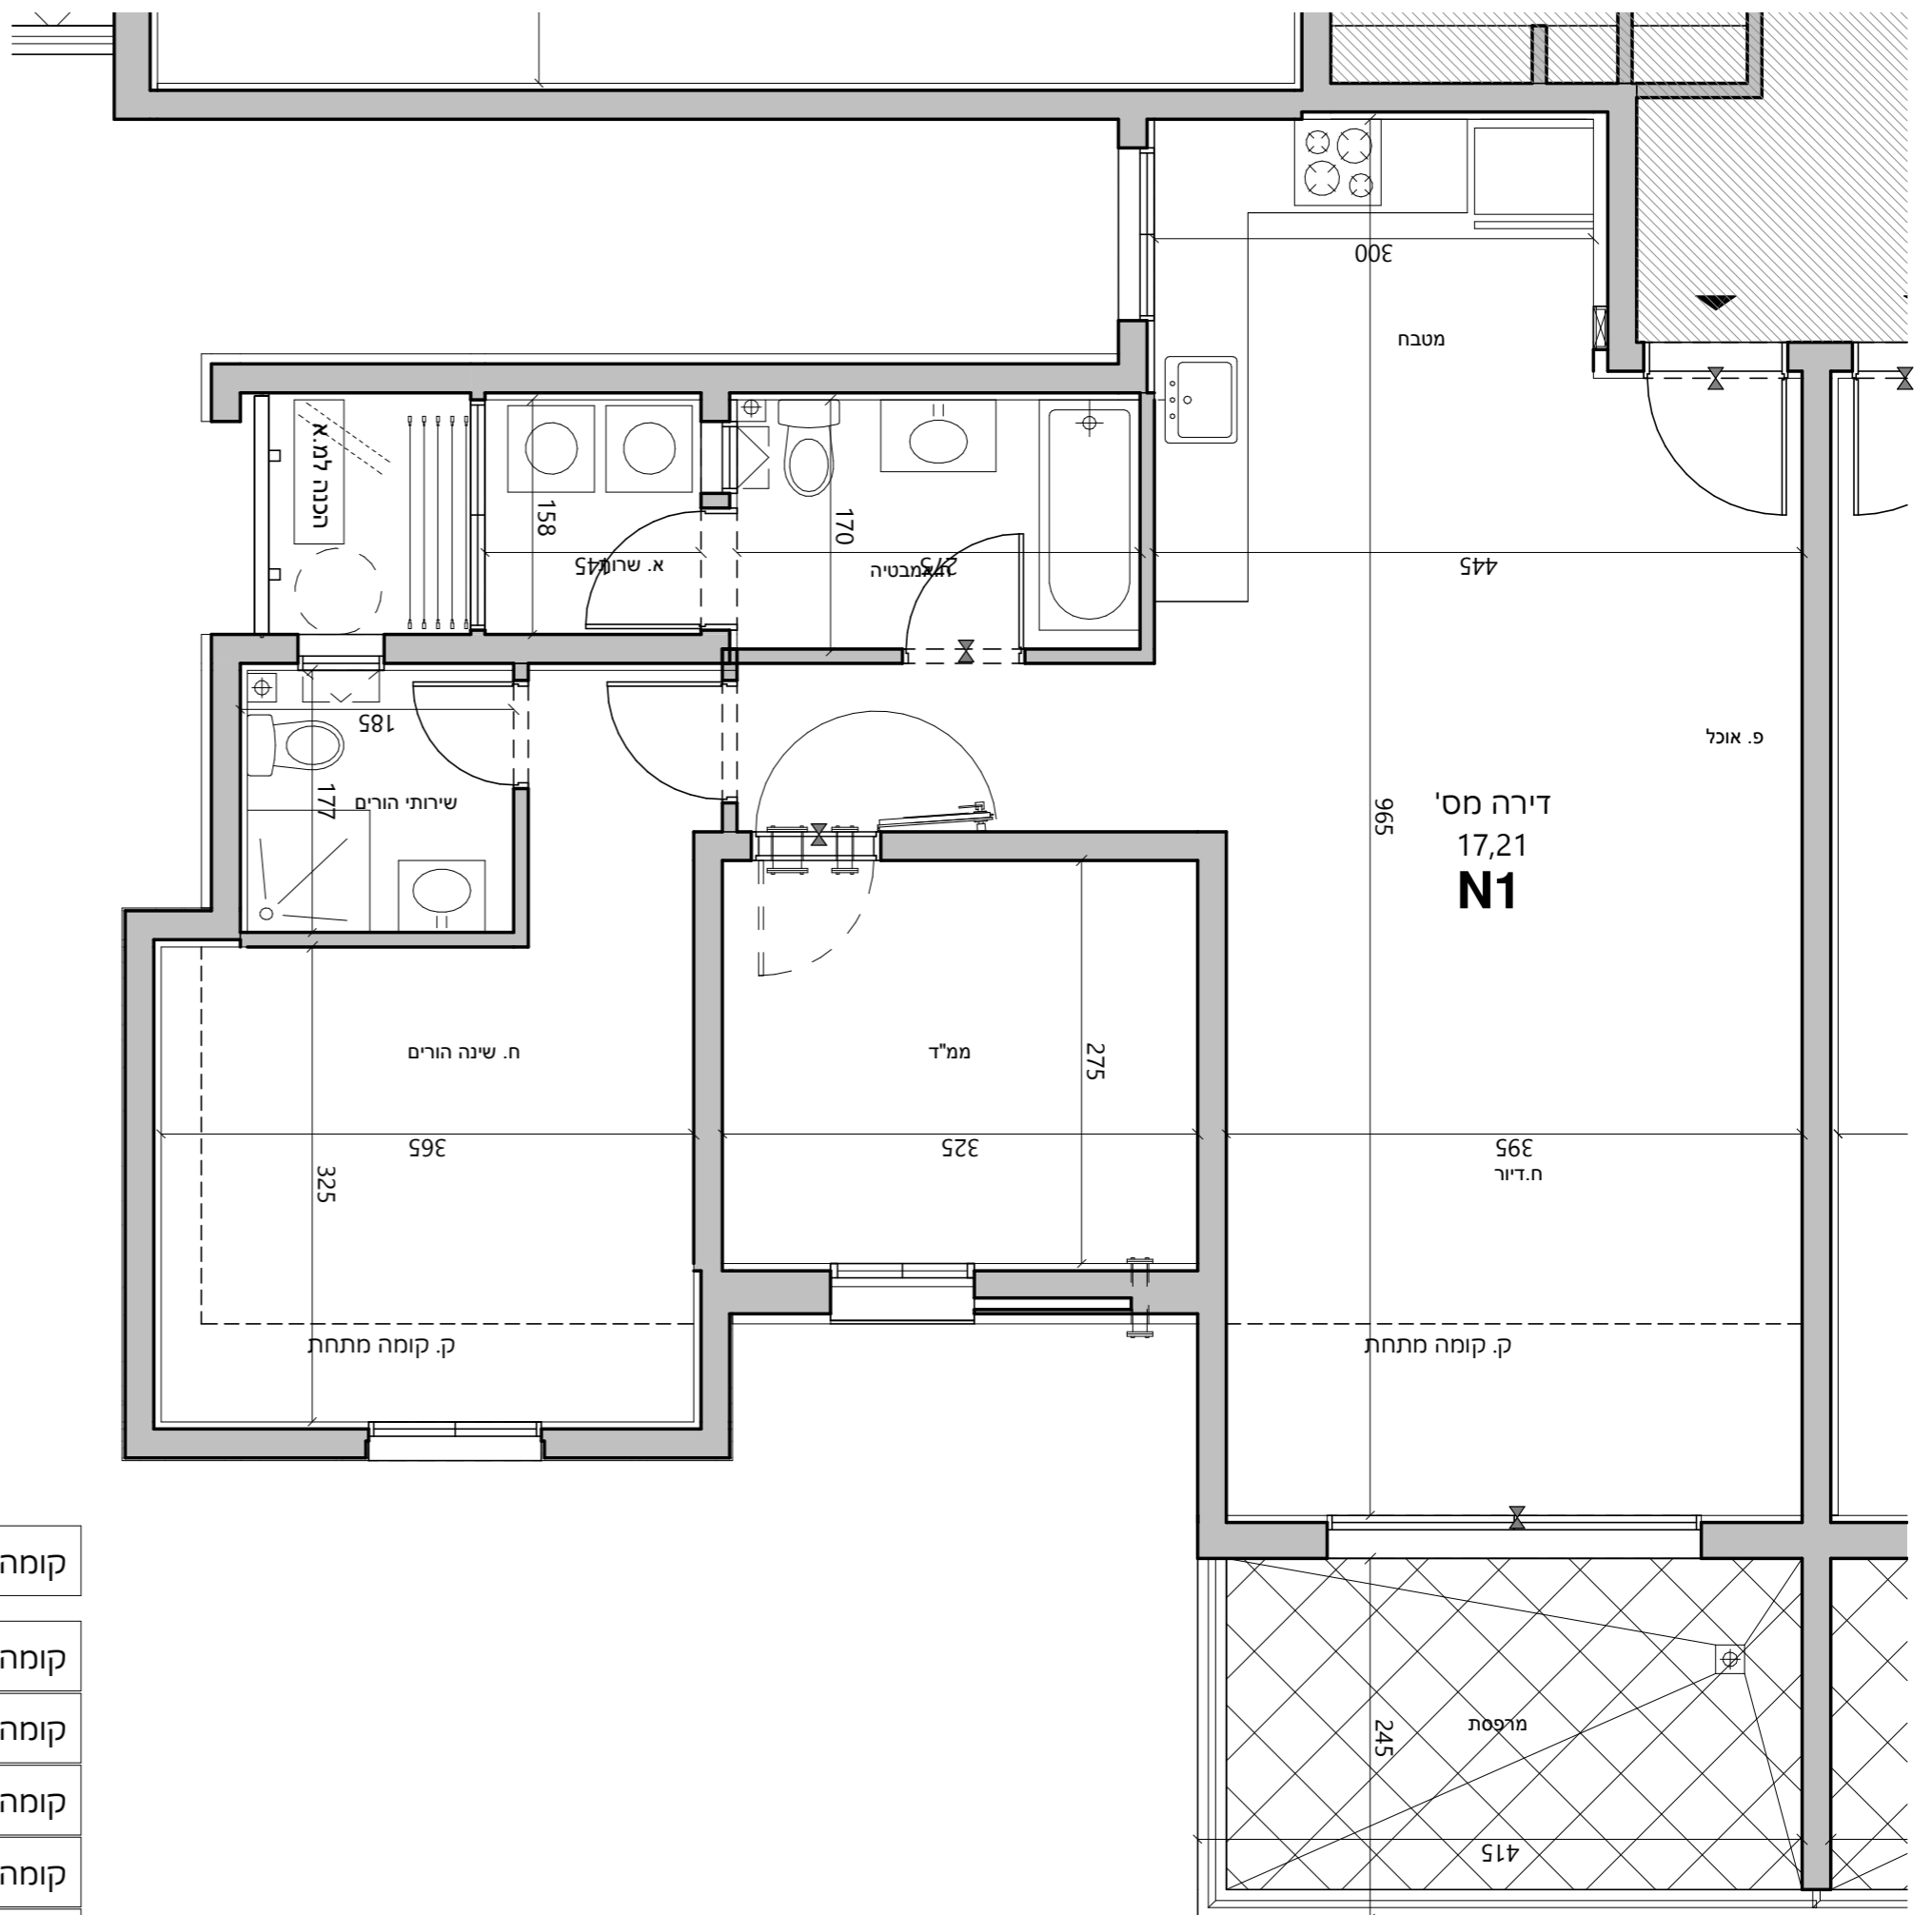 300
מטבח
הכנה למ.א
158
170
145
א. שרות
275
ח.אמבטיה
445
185
פ. אוכל
177
שירותי הורים
965
דירה מס'
17,21
N1
ח. שינה הורים
ממ"ד
275
365
325
395
ח.דיור
325
ק. קומה מתחת
ק. קומה מתחת
קומה
קומה
קומה
קומה
קומה
מרפסת
245
415